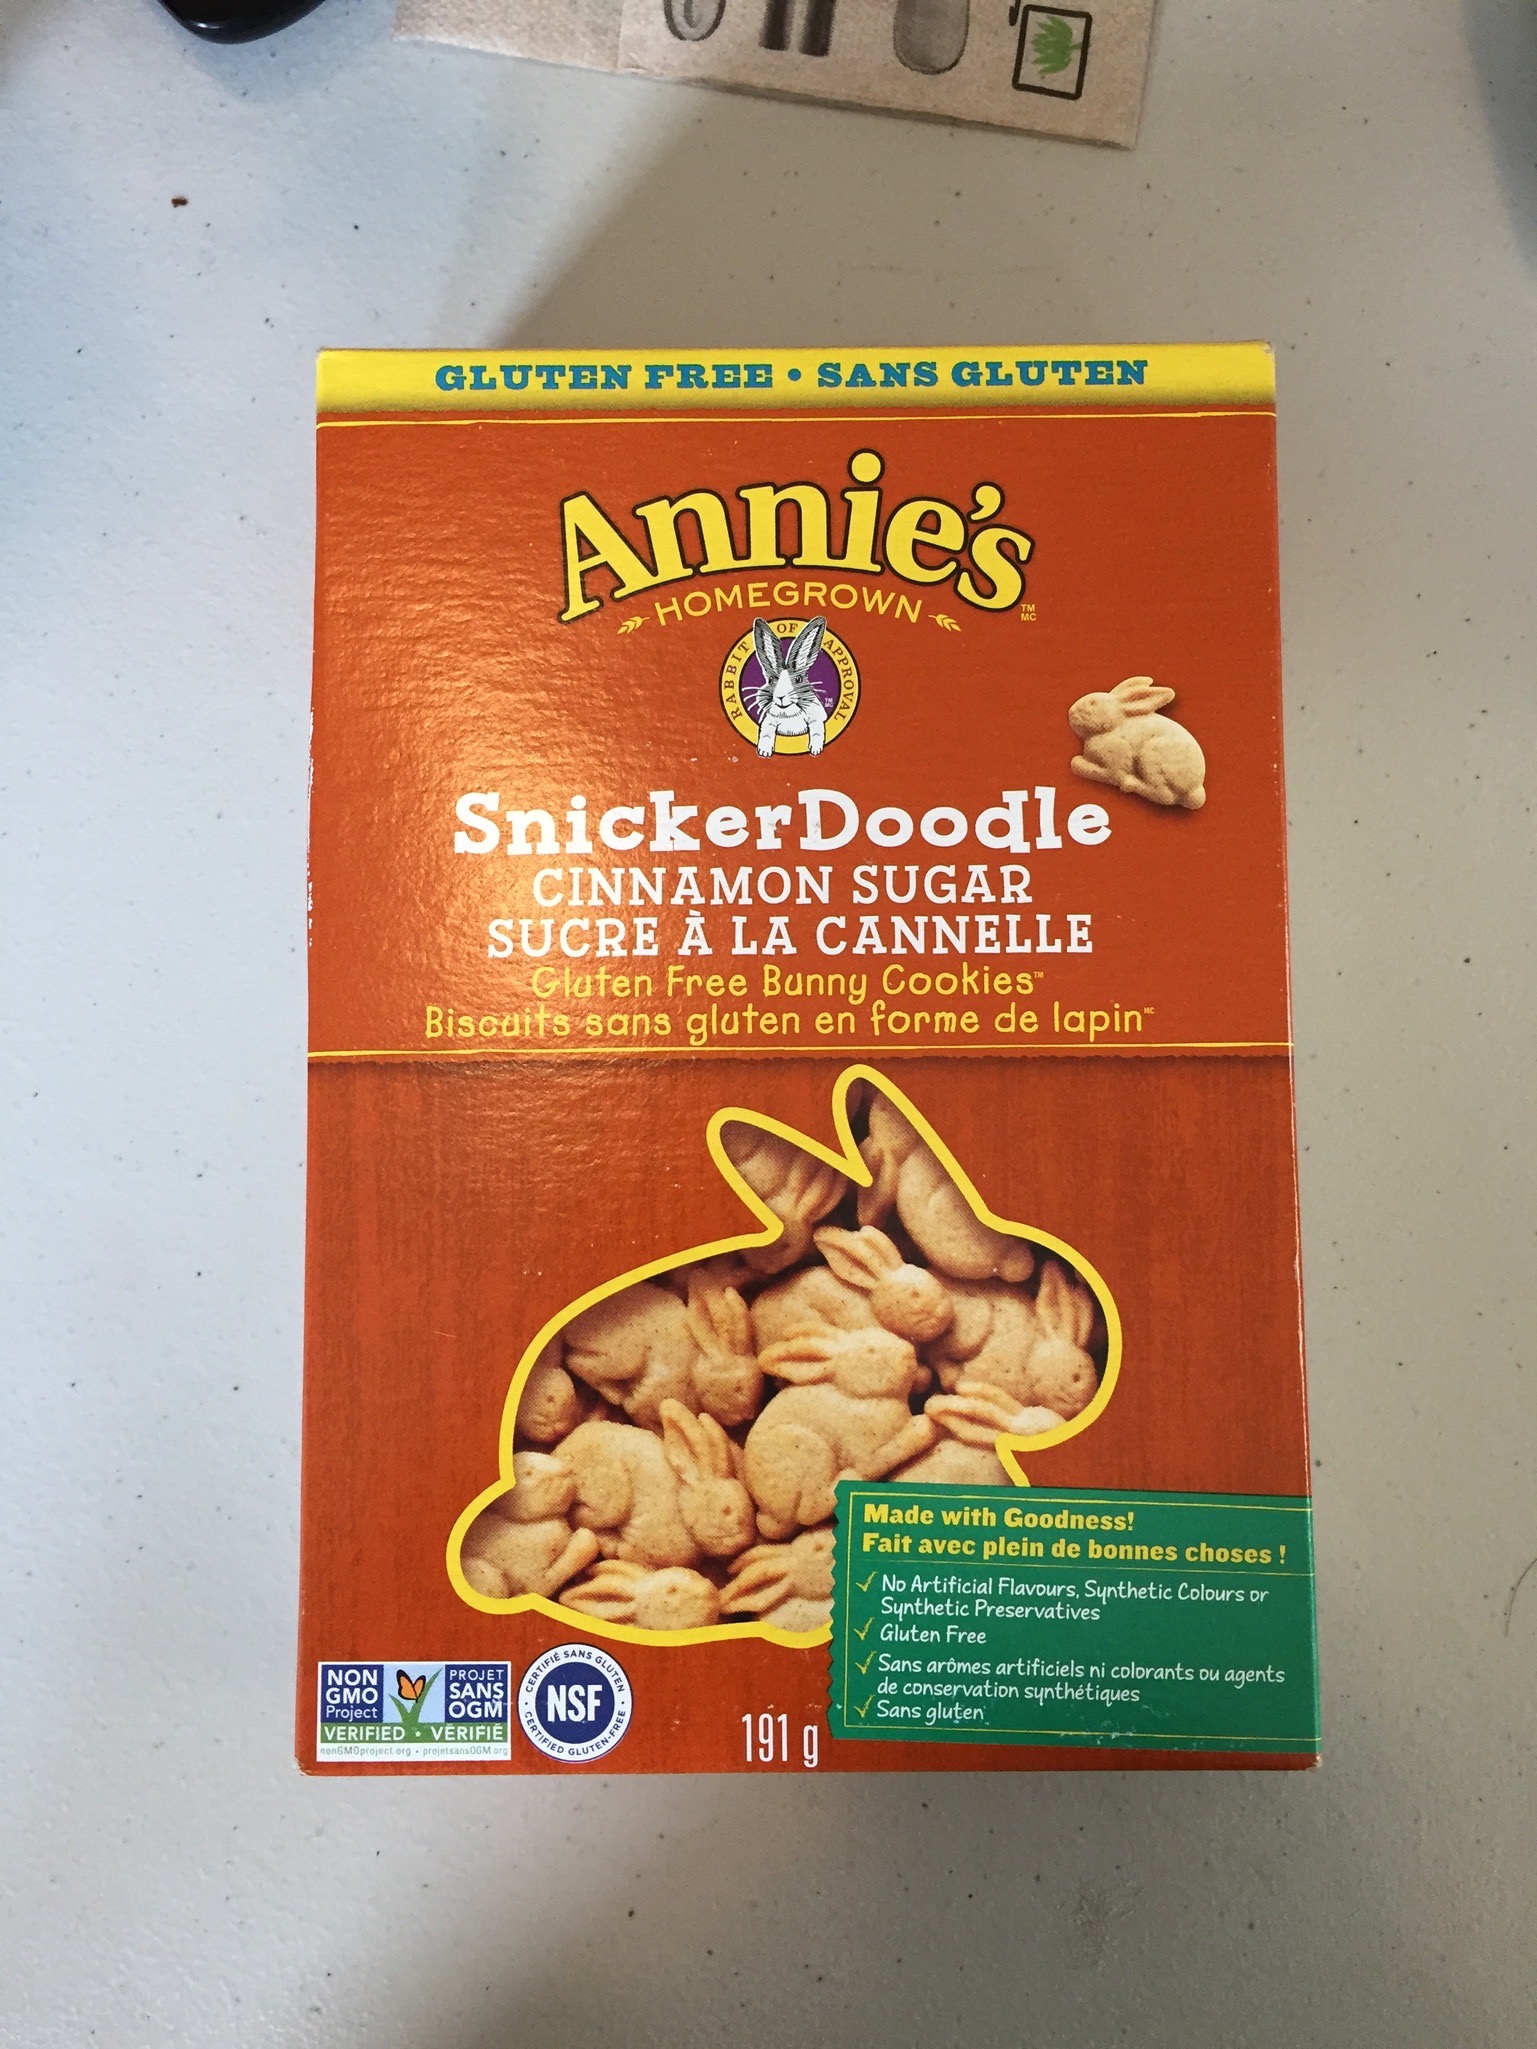 GLUTEN FREE • SANS GLUTEN
Annie's
HOMEGROWN
TM
MC
RABBIT OF APPROVAL
TM
MC
SnickerDoodle
CINNAMON SUGAR
SUCRE À LA CANNELLE
Gluten Free Bunny Cookies™
Biscuits sans gluten en forme de lapin MC
Made with Goodness!
Fait avec plein de bonnes choses !
✓ No Artificial Flavours, Synthetic Colours or
Synthetic Preservatives
✓ Gluten Free
✓ Sans arômes artificiels ni colorants ou agents
de conservation synthétiques
✓ Sans gluten
NON
GMO
Project
PROJET
SANS
OGM
VERIFIED • VÉRIFIÉ
nonGMOproject.org • projetsansOGM.org
CERTIFIÉ SANS GLUTEN
NSF
CERTIFIED GLUTEN-FREE
191 g